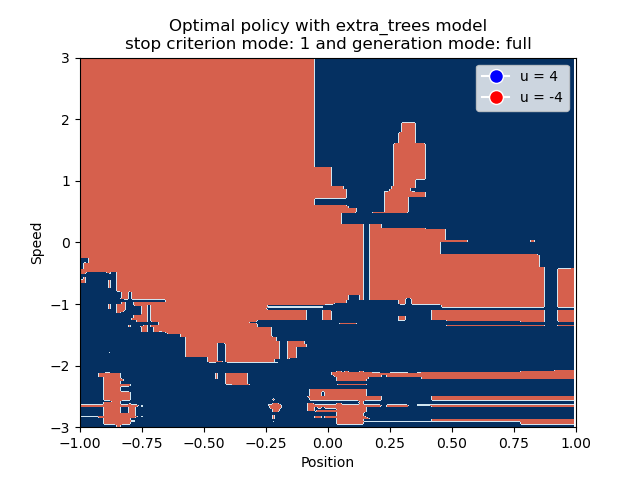 Optimal policy with extra_trees model
stop criterion mode: 1 and generation mode: full
u = 4
u = -4
3
2
1
0
−1
−2
−3
Speed
−1.00 −0.75 −0.50 −0.25 0.00 0.25 0.50 0.75 1.00
Position